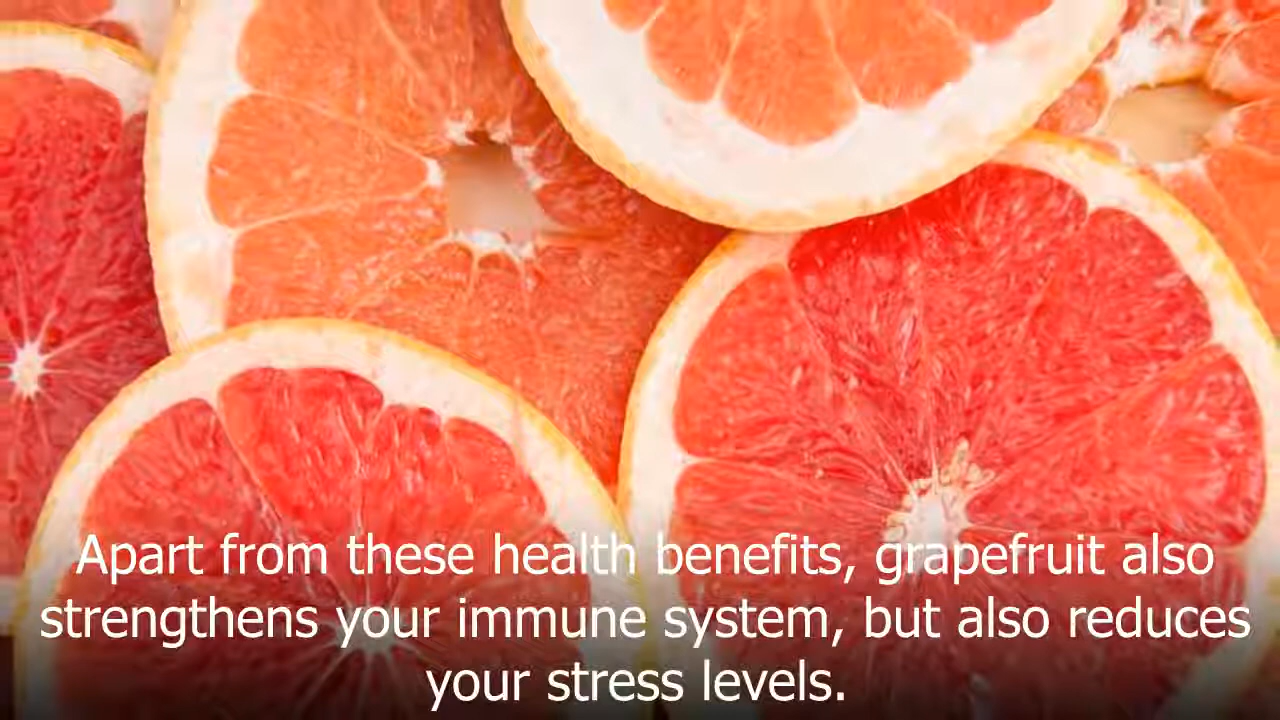 Apart from these health benefits, grapefruit also
strengthens your immune system, but also reduces
your stress levels.